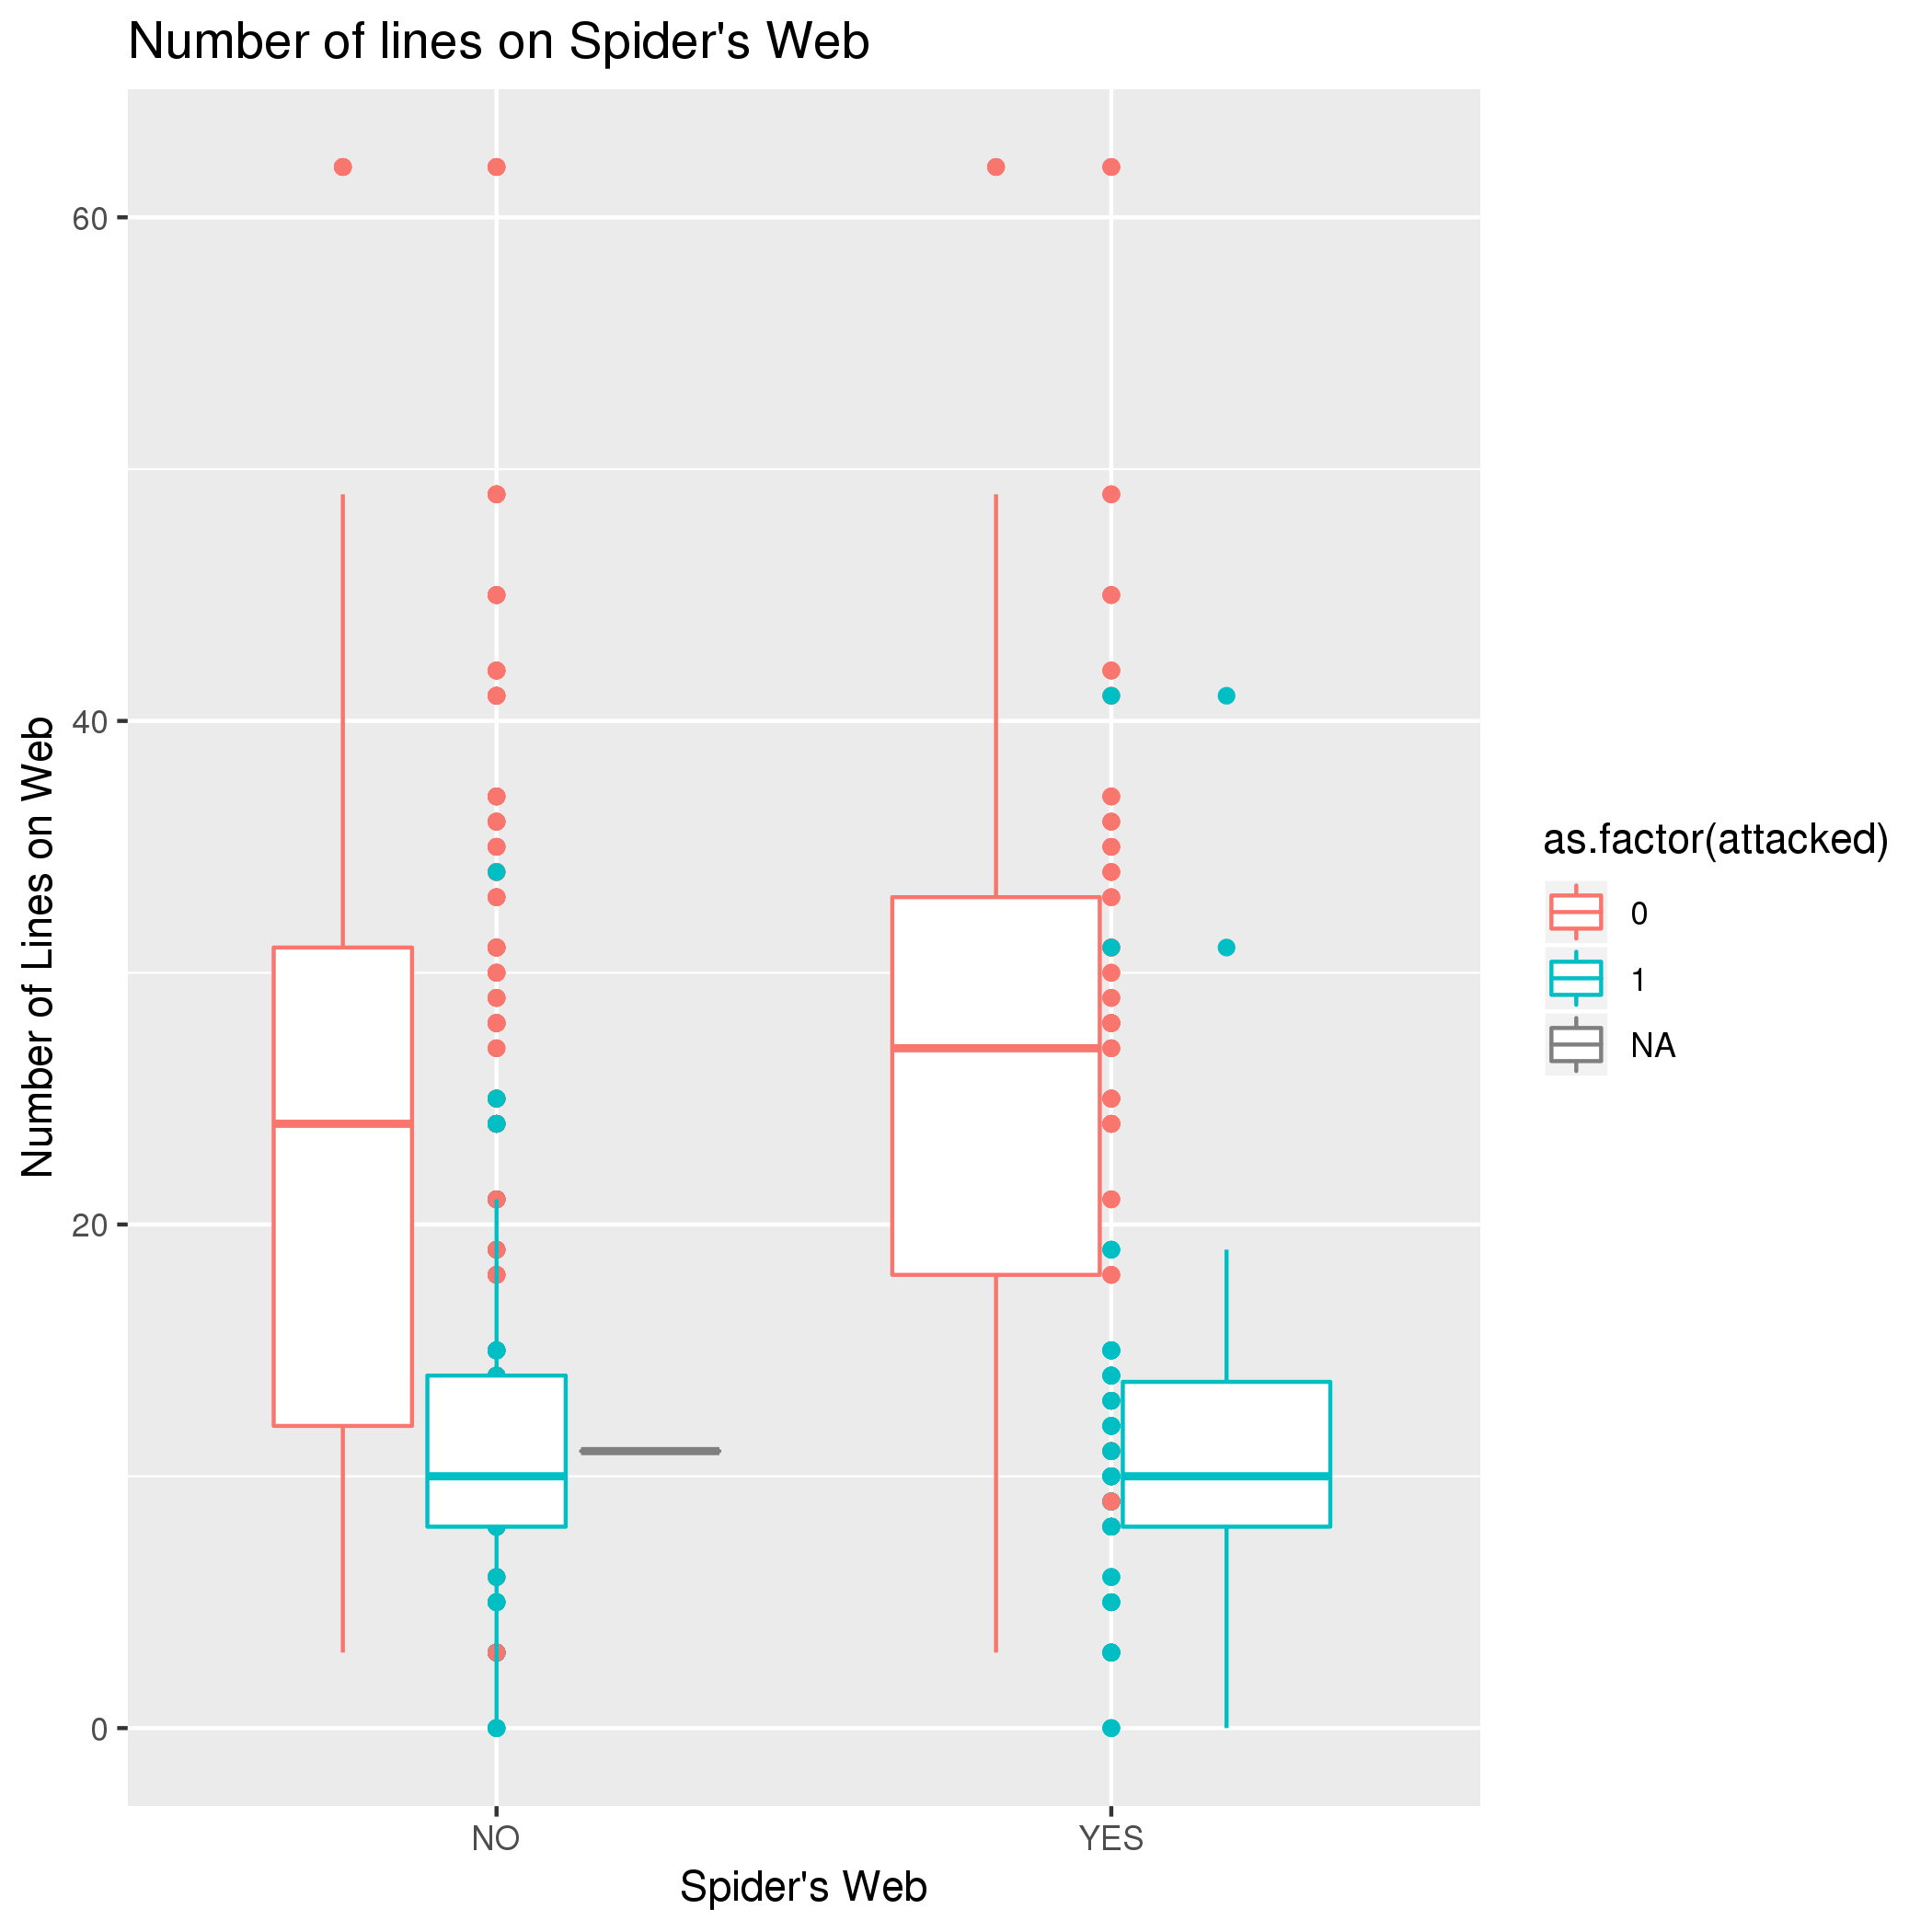 Number of lines on Spider's Web
Number of Lines on Web
60
40
20
0
NO
YES
Spider's Web
as.factor(attacked)
0
1
NA